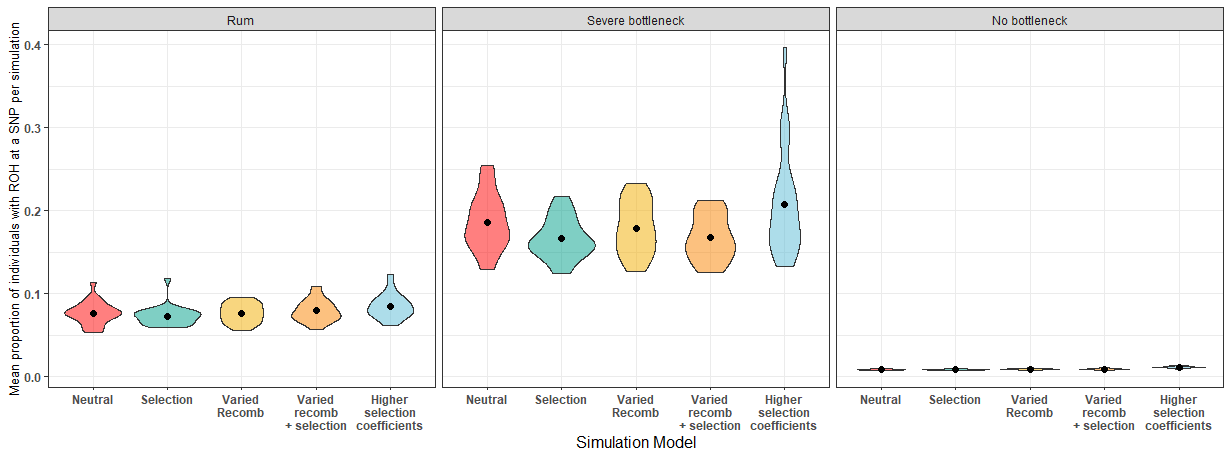 Rum
Severe bottleneck
No bottleneck
Mean proportion of individuals with ROH at a SNP per simulation
0.4
0.3
0.2
0.1
0.0
Neutral
Selection
Varied
Recomb
Varied
recomb
+ selection
Higher
selection
coefficients
Neutral
Selection
Varied
Recomb
Varied
recomb
+ selection
Higher
selection
coefficients
Neutral
Selection
Varied
Recomb
Varied
recomb
+ selection
Higher
selection
coefficients
Simulation Model